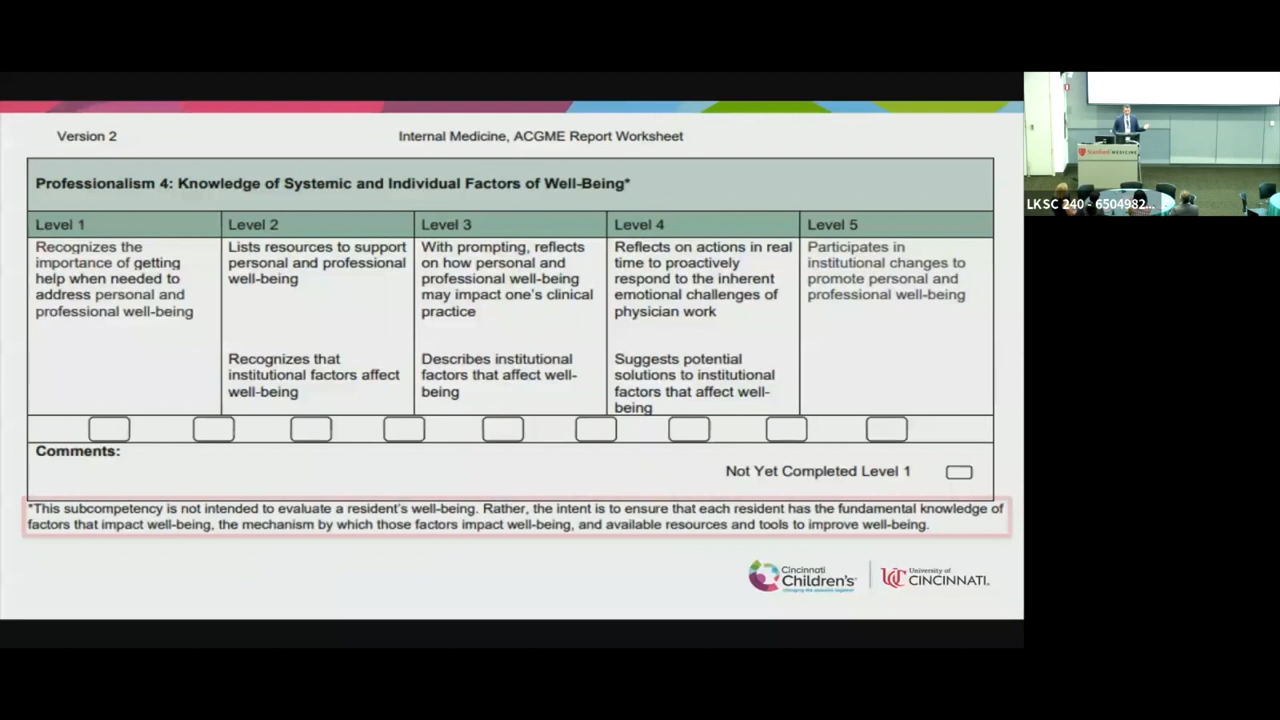 Version 2
Internal Medicine, ACGME Report Worksheet
Professionalism 4: Knowledge of Systemic and Individual Factors of Well-Being*
Level 1
Recognizes the
importance of getting
help when needed to
address personal and
professional well-being
Level 2
Lists resources to support
personal and professional
well-being
Recognizes that
institutional factors affect
well-being
Level 3
With prompting, reflects
on how personal and
professional well-being
may impact one's clinical
practice
Describes institutional
factors that affect well-
being
Level 4
Reflects on actions in real
time to proactively
respond to the inherent
emotional challenges of
physician work
Suggests potential
solutions to institutional
factors that affect well-
being
Level 5
Participates in
institutional changes to
promote personal and
professional well-being
Comments:
Not Yet Completed Level 1
*This subcompetency is not intended to evaluate a resident's well-being. Rather, the intent is to ensure that each resident has the fundamental knowledge of
factors that impact well-being, the mechanism by which those factors impact well-being, and available resources and tools to improve well-being.
Cincinnati
Children's
changing the outcome together
UC
University of
CINCINNATI
Stanford MEDICINE
LKSC 240 - 6504982...